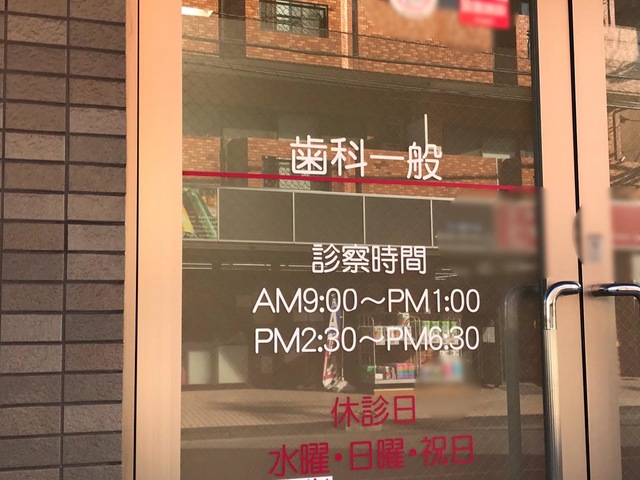 歯科一般
診察時間
AM9:00〜PM1:00
PM2:30〜PM6:30
休診日
水曜・日曜・祝日